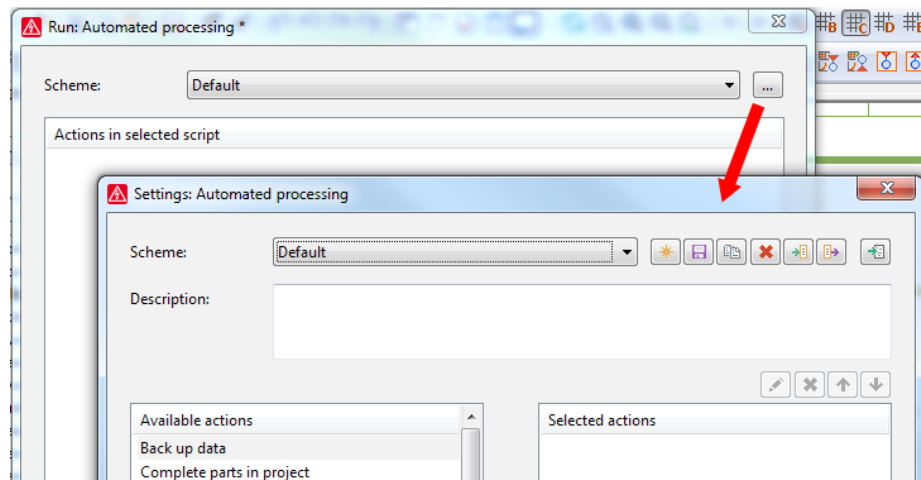 Run: Automated processing *
Scheme:
Default
...
Actions in selected script
Settings: Automated processing
Scheme:
Default
Description:
Available actions
Selected actions
Back up data
Complete parts in project